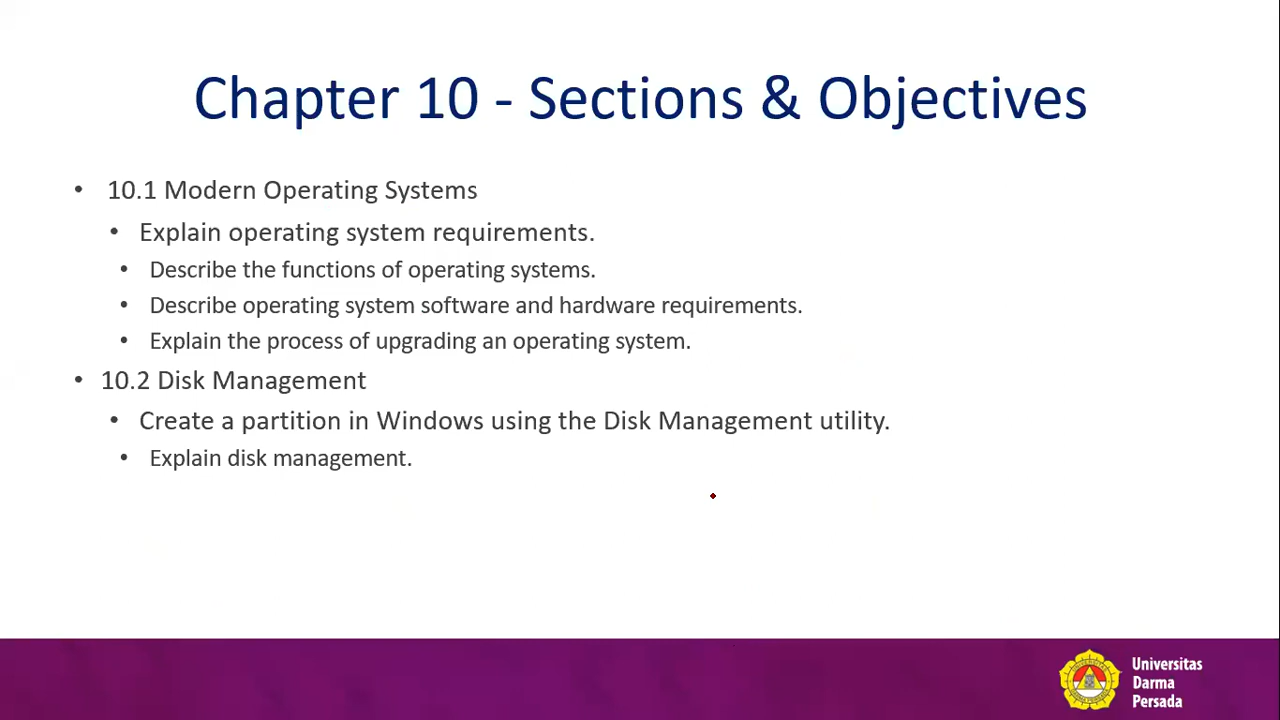 Chapter 10 - Sections & Objectives
• 10.1 Modern Operating Systems
• Explain operating system requirements.
• Describe the functions of operating systems.
• Describe operating system software and hardware requirements.
• Explain the process of upgrading an operating system.
• 10.2 Disk Management
• Create a partition in Windows using the Disk Management utility.
• Explain disk management.
Universitas
Darma
Persada